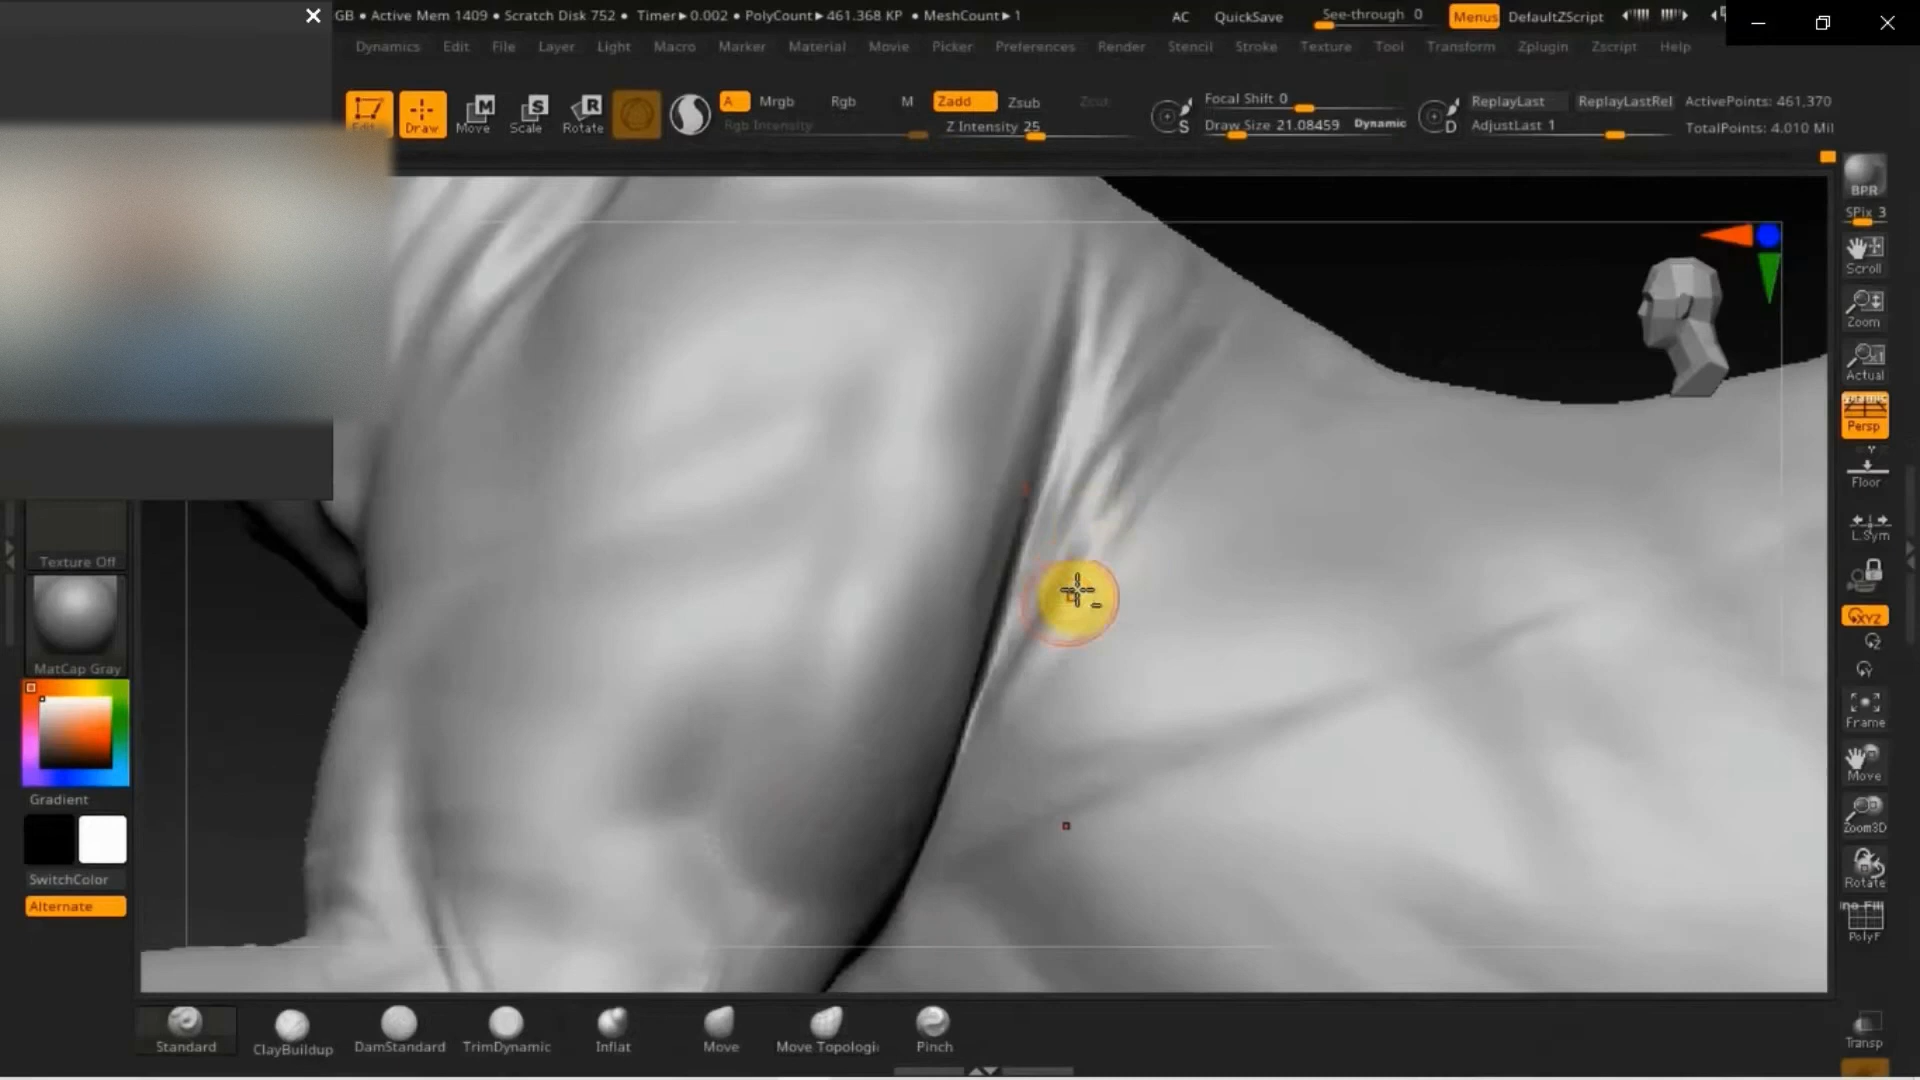 GB ● Active Mem 1409 ● Scratch Disk 752 ● Timer▶0.002 ● PolyCount▶461.368 KP ● MeshCount▶1
AC QuickSave See-through 0 Menus DefaultZScript
Dynamics Edit File Layer Light Macro Marker Material Movie Picker Preferences Render Stencil Stroke Texture Tool Transform Zplugin Zscript Help
Edit Draw M Move S Scale R Rotate
A Mrgb Rgb M Zadd Zsub Zcut
Rgb Intensity Z Intensity 25
S Focal Shift 0
Draw Size 21.08459 Dynamic
D ReplayLast ReplayLastRel ActivePoints: 461,370
AdjustLast 1 TotalPoints: 4.010 Mil
BPR
SPix 3
Scroll
Zoom
Actual
Persp
Floor
L.Sym
XYZ
Frame
Move
Zoom3D
Rotate
PolyF
Transp
Texture Off
MatCap Gray
Gradient
SwitchColor
Alternate
Standard ClayBuildup DamStandard TrimDynamic Inflat Move Move Topologi Pinch